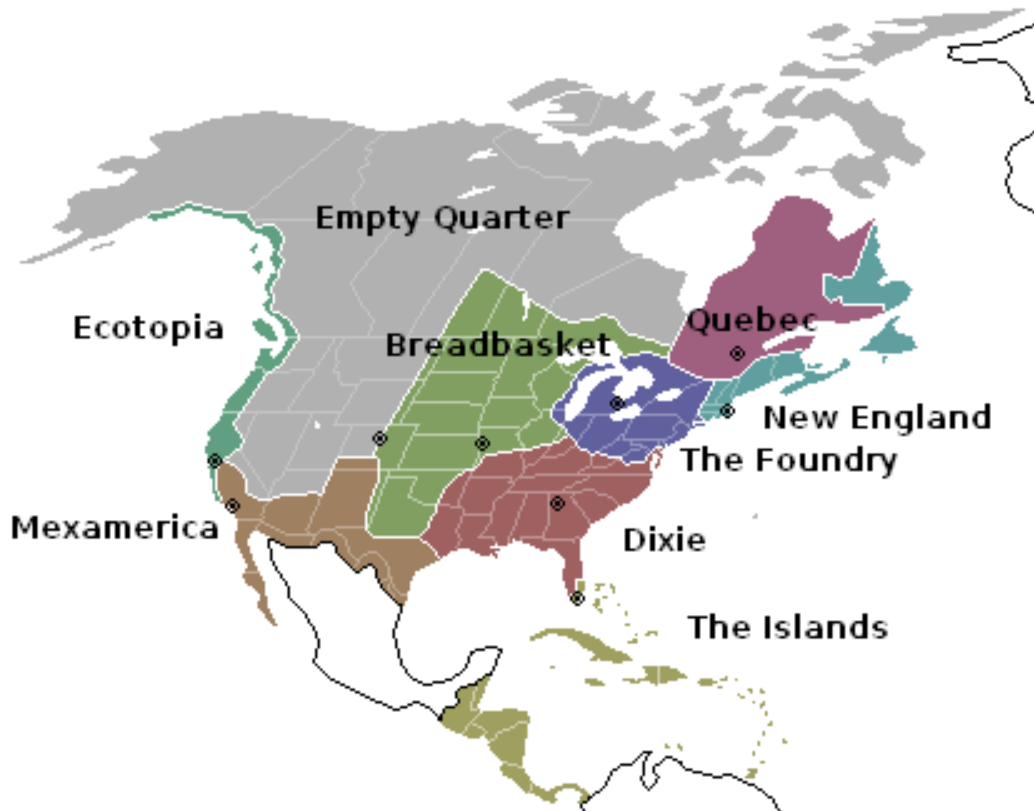 Empty Quarter
Ecotopia
Quebec
Breadbasket
New England
The Foundry
Mexamerica
Dixie
The Islands